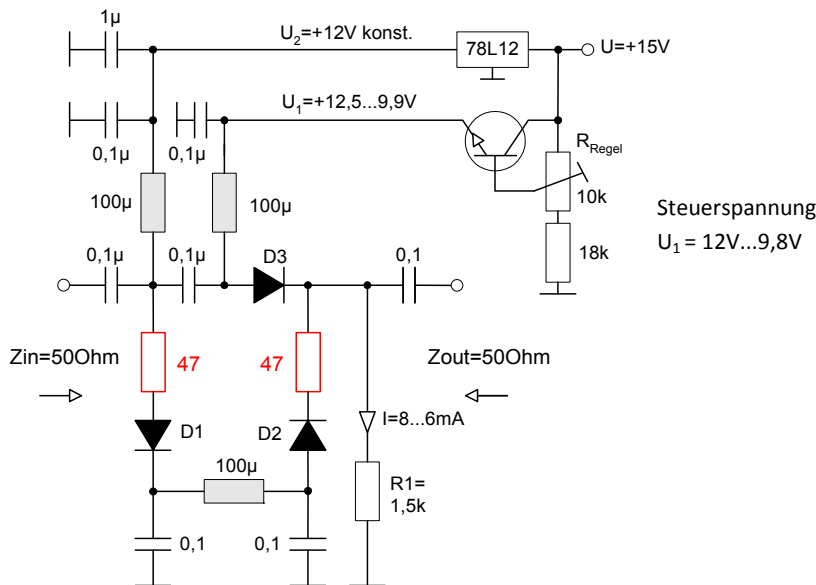 1µ
U2=+12V konst.
78L12
U=+15V
U1=+12,5...9,9V
0,1µ
0,1µ
RRegel
10k
100µ
100µ
18k
Steuerspannung
U1 = 12V...9,8V
0,1µ
0,1µ
D3
0,1
Zin=50Ohm
47
47
Zout=50Ohm
D1
D2
I=8...6mA
100µ
R1=
1,5k
0,1
0,1